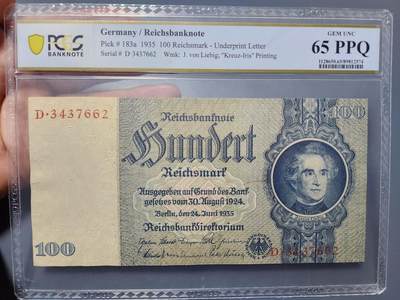 PCGS
BANKNOTE
Germany / Reichsbanknote
Pick # 183a 1935 100 Reichsmark - Underprint Letter
Serial # D 3437662 Wmk: J. von Liebig, "Kreuz-Iris" Printing
GEM UNC
65 PPQ
D·3437662
Reichsbanknote
Hundert
Reichsmark
Ausgegeben auf Grund des Bank-
gesetzes vom 30. August 1924
Berlin, den 24. Juni 1935
Reichsbankdirektorium
100
D·3437662
100